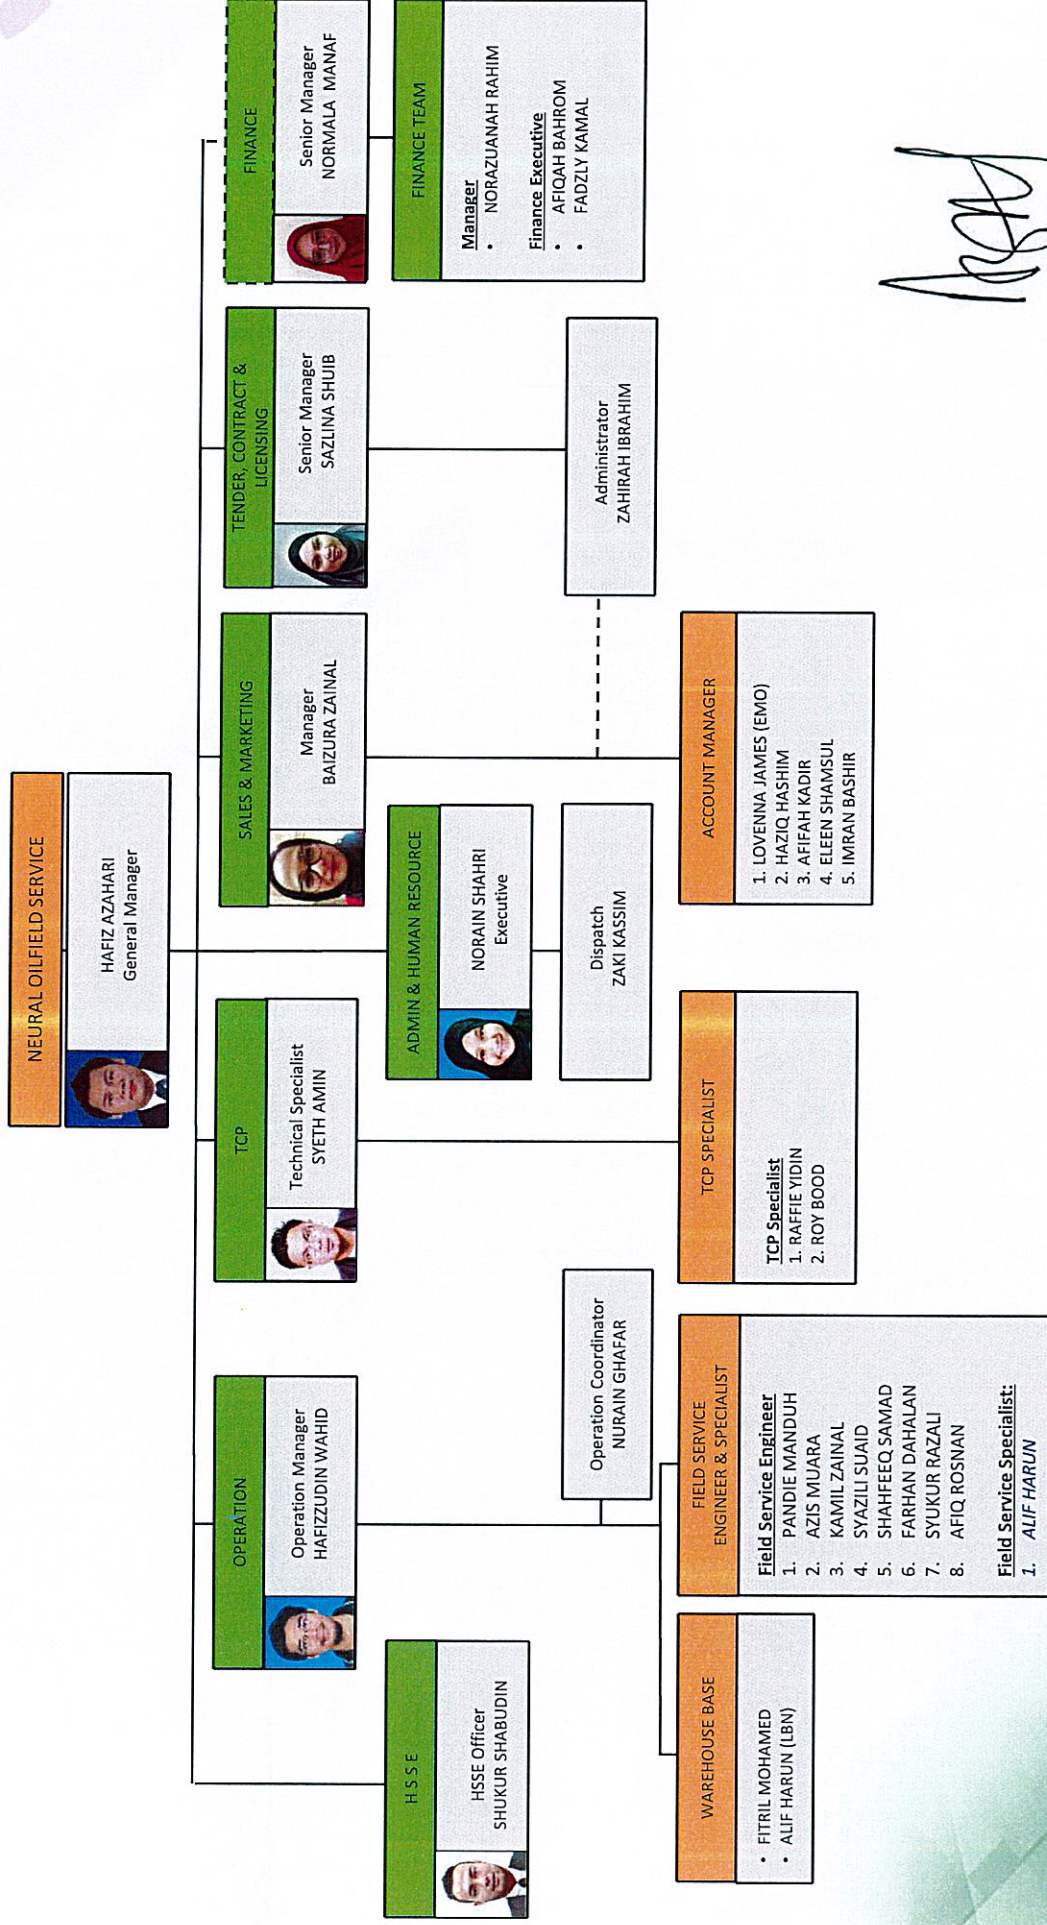 NEURAL OILFIELD SERVICE
HAFIZ AZAHARI
General Manager
H S S E
HSSE Officer
SHUKUR SHABUDIN
OPERATION
Operation Manager
HAFIZZUDIN WAHID
Operation Coordinator
NURAIN GHAFAR
WAREHOUSE BASE
• FITRIL MOHAMED
• ALIF HARUN (LBN)
FIELD SERVICE
ENGINEER & SPECIALIST
Field Service Engineer
1. PANDIE MANDUH
2. AZIS MUARA
3. KAMIL ZAINAL
4. SYAZILI SUAID
5. SHAHFEEQ SAMAD
6. FARHAN DAHALAN
7. SYUKUR RAZALI
8. AFIQ ROSNAN
Field Service Specialist:
1. ALIF HARUN
TCP
Technical Specialist
SYETH AMIN
TCP SPECIALIST
TCP Specialist
1. RAFFIE YIDIN
2. ROY BOOD
ADMIN & HUMAN RESOURCE
NORAIN SHAHRI
Executive
Dispatch
ZAKI KASSIM
SALES & MARKETING
Manager
BAIZURA ZAINAL
ACCOUNT MANAGER
1. LOVENNA JAMES (EMO)
2. HAZIQ HASHIM
3. AFIFAH KADIR
4. ELEEN SHAMSUL
5. IMRAN BASHIR
TENDER, CONTRACT &
LICENSING
Senior Manager
SAZLINA SHUIB
Administrator
ZAHIRAH IBRAHIM
FINANCE
Senior Manager
NORMALA MANAF
FINANCE TEAM
Manager
• NORAZUANAH RAHIM
Finance Executive
• AFIQAH BAHROM
• FADZLY KAMAL